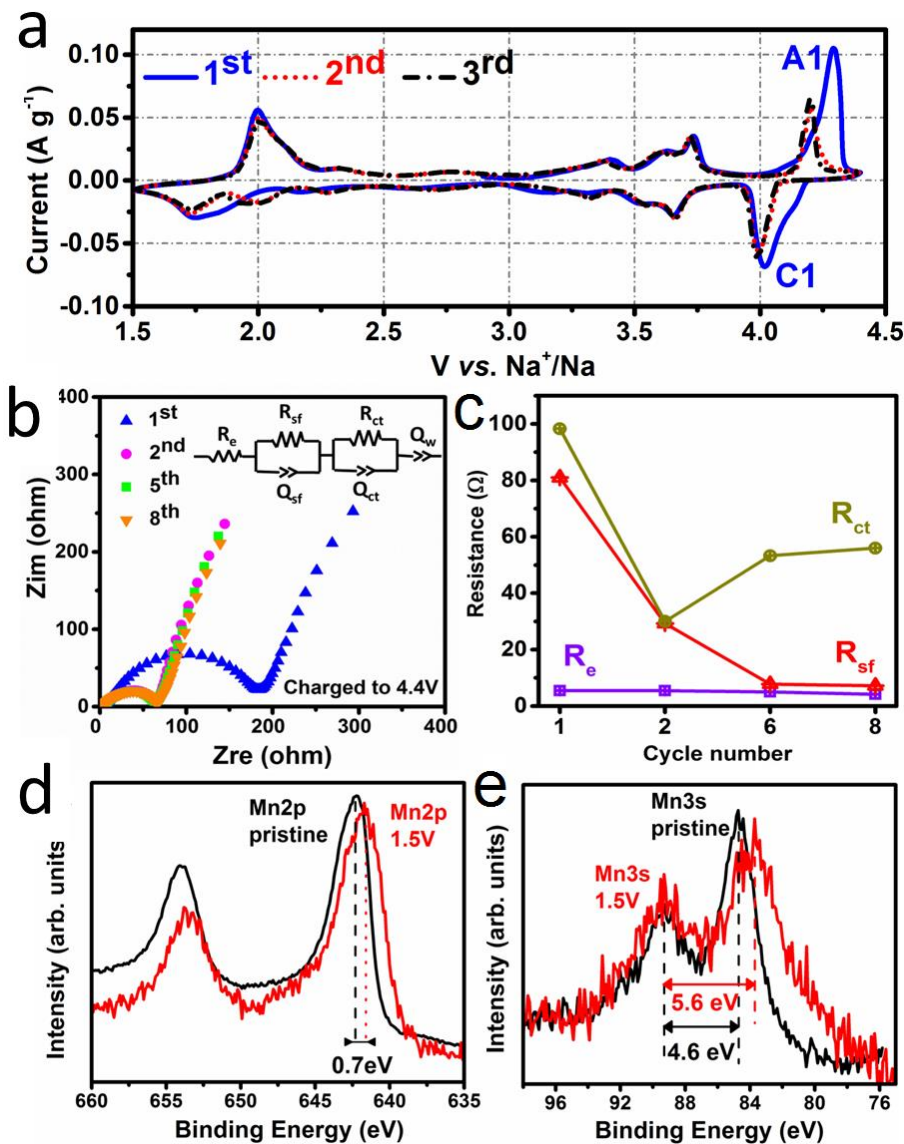 a
1st 2nd 3rd
A1
C1
0.10
0.05
0.00
-0.05
-0.10
Current (A g-1)
1.5 2.0 2.5 3.0 3.5 4.0 4.5
V vs. Na+/Na
b
400
300
200
100
0
Zim (ohm)
1st
2nd
5th
8th
Re Rsf Rct Qw
Qsf Qct
Charged to 4.4V
0 100 200 300 400
Zre (ohm)
c
100
80
60
40
20
0
Resistance (Ω)
Rct
Re
Rsf
1 2 6 8
Cycle number
d
Intensity (arb. units)
Mn2p
pristine
Mn2p
1.5V
0.7eV
660 650 642 635
Binding Energy (eV)
e
Intensity (arb. units)
Mn3s
pristine
Mn3s
1.5V
5.6 eV
4.6 eV
98 92 88 84 80 76
Binding Energy (eV)